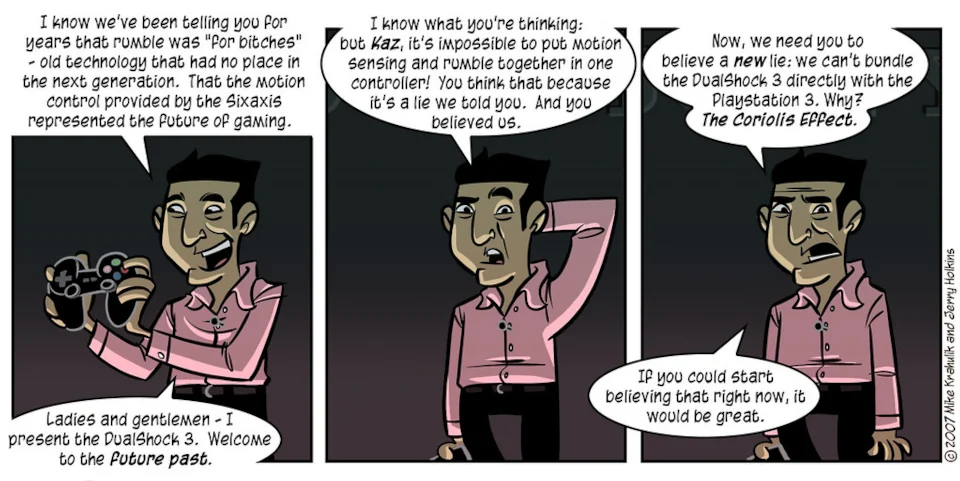 I know we've been telling you for
years that rumble was "for bitches"
- old technology that had no place in
the next generation. That the motion
control provided by the Sixaxis
represented the future of gaming.
Ladies and gentlemen - I
present the DualShock 3. Welcome
to the future past.
I know what you're thinking:
but Kaz, it's impossible to put motion
sensing and rumble together in one
controller! You think that because
it's a lie we told you. And you
believed us.
Now, we need you to
believe a new lie: we can't bundle
the DualShock 3 directly with the
Playstation 3. Why?
The Coriolis Effect.
If you could start
believing that right now, it
would be great.
© 2007 Mike Krahulik and Jerry Holkins